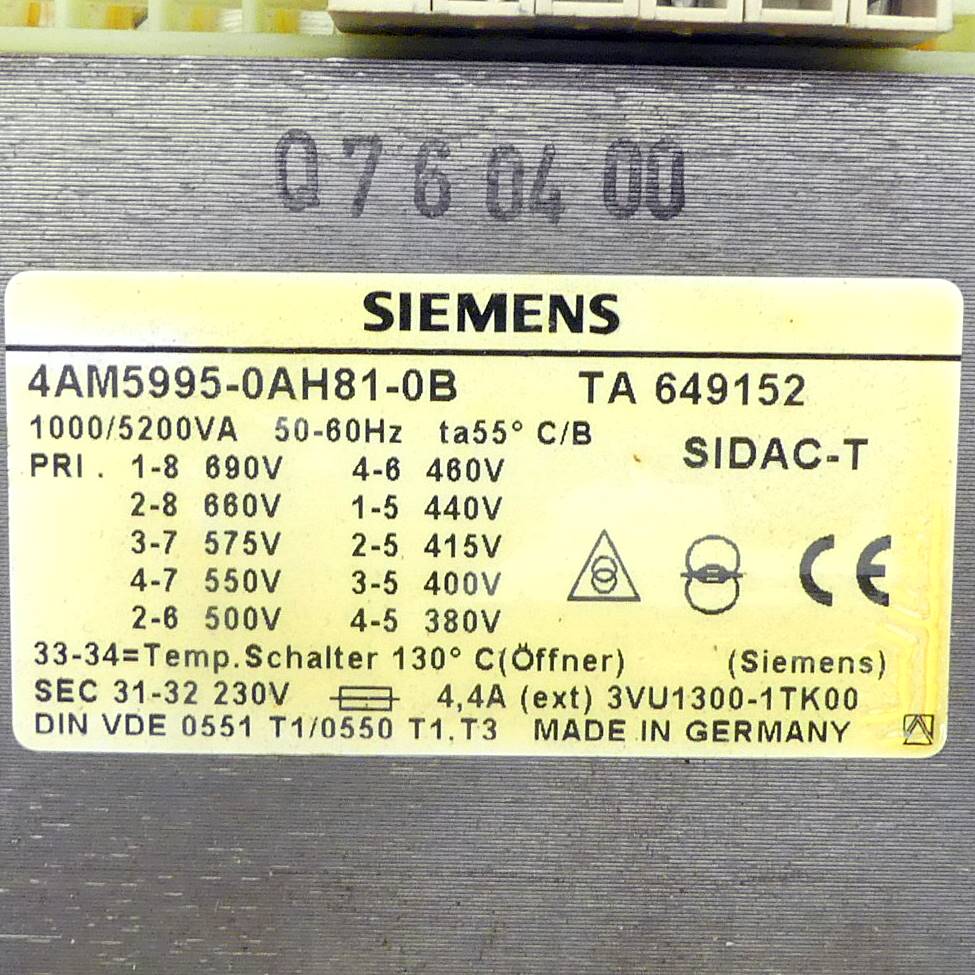 Q 7 6 04 00
SIEMENS
4AM5995-0AH81-0B TA 649152
1000/5200VA 50-60Hz ta55° C/B
SIDAC-T
PRI. 1-8 690V 4-6 460V
2-8 660V 1-5 440V
3-7 575V 2-5 415V
4-7 550V 3-5 400V
2-6 500V 4-5 380V
CE
33-34=Temp.Schalter 130° C(Öffner) (Siemens)
SEC 31-32 230V 4,4A (ext) 3VU1300-1TK00
DIN VDE 0551 T1/0550 T1,T3 MADE IN GERMANY